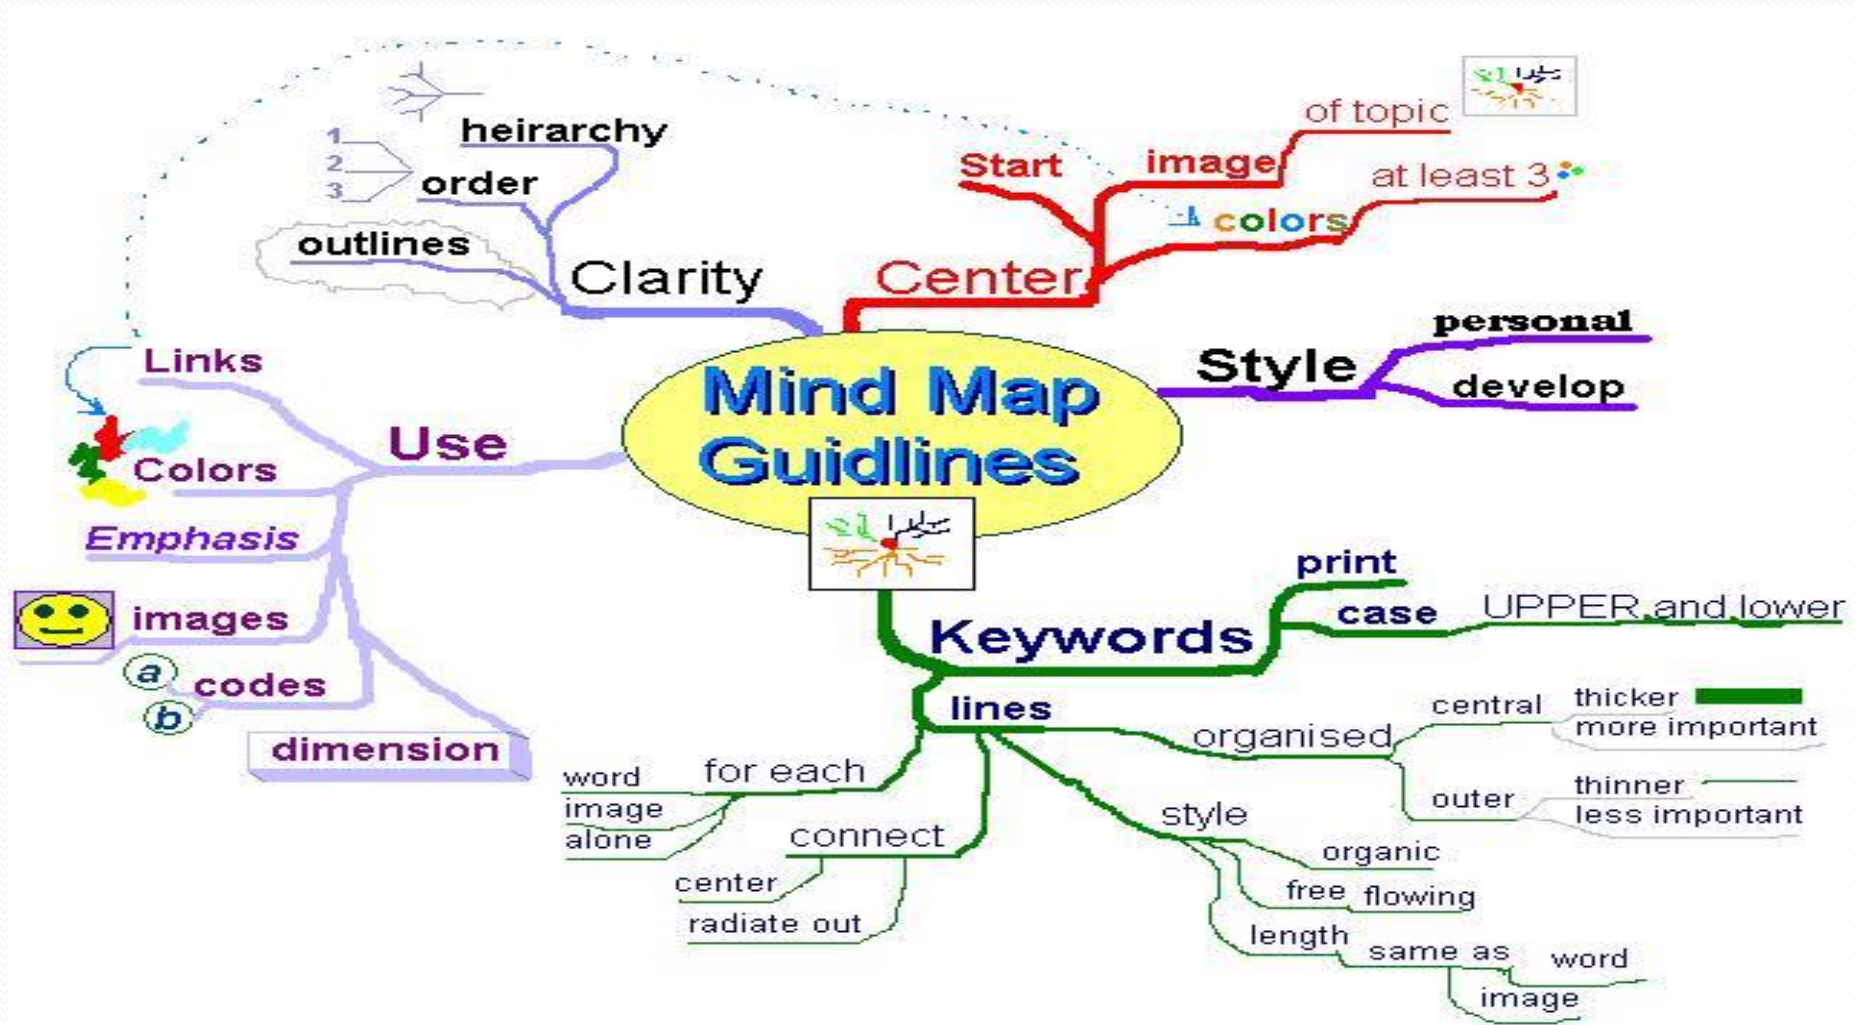 Mind Map
Guidlines
Center
Start
image
of topic
colors
at least 3
Style
personal
develop
Keywords
print
case
UPPER and lower
lines
organised
central
thicker
more important
outer
thinner
less important
style
organic
free flowing
length
same as
word
image
connect
center
radiate out
for each
word
image
alone
Use
Links
Colors
Emphasis
images
codes
a
b
dimension
Clarity
heirarchy
order
1
2
3
outlines